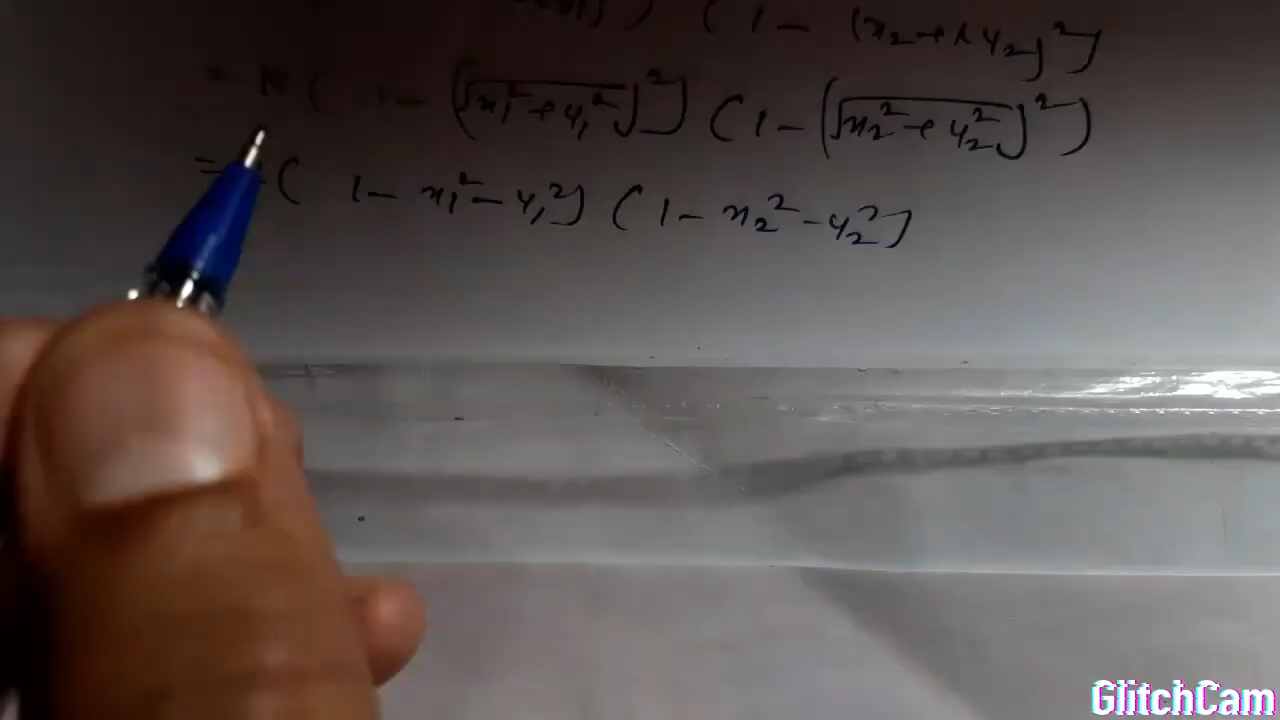 ( 1 - (x₂ + i y₂)²)
= K ( 1 - (√(x₁² + y₁²))²) (1 - (√(x₂² + y₂²))²)
= ( 1 - x₁² - y₁²) (1 - x₂² - y₂²)
GlitchCam